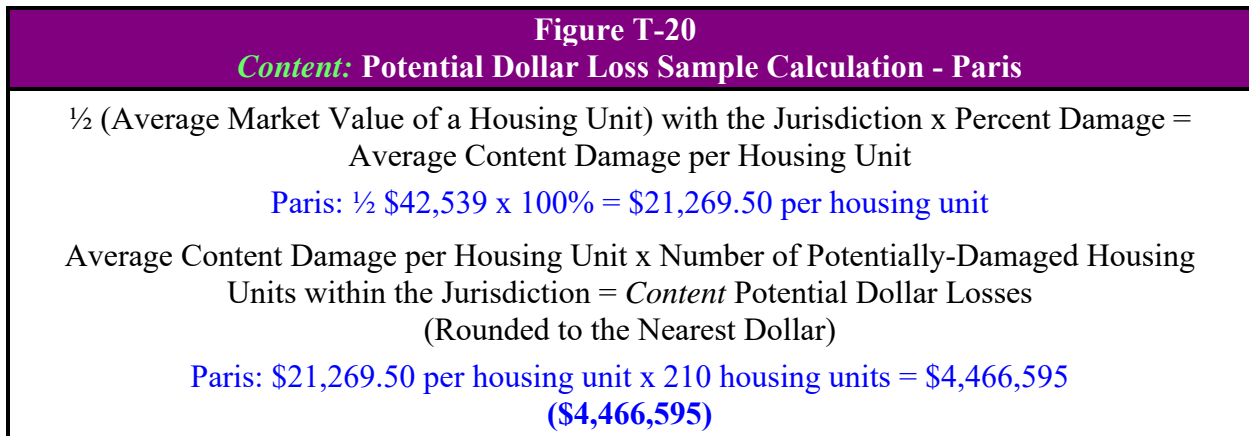 Figure T-20
Content: Potential Dollar Loss Sample Calculation - Paris
½ (Average Market Value of a Housing Unit) with the Jurisdiction x Percent Damage =
Average Content Damage per Housing Unit
Paris: ½ $42,539 x 100% = $21,269.50 per housing unit
Average Content Damage per Housing Unit x Number of Potentially-Damaged Housing
Units within the Jurisdiction = Content Potential Dollar Losses
(Rounded to the Nearest Dollar)
Paris: $21,269.50 per housing unit x 210 housing units = $4,466,595
($4,466,595)